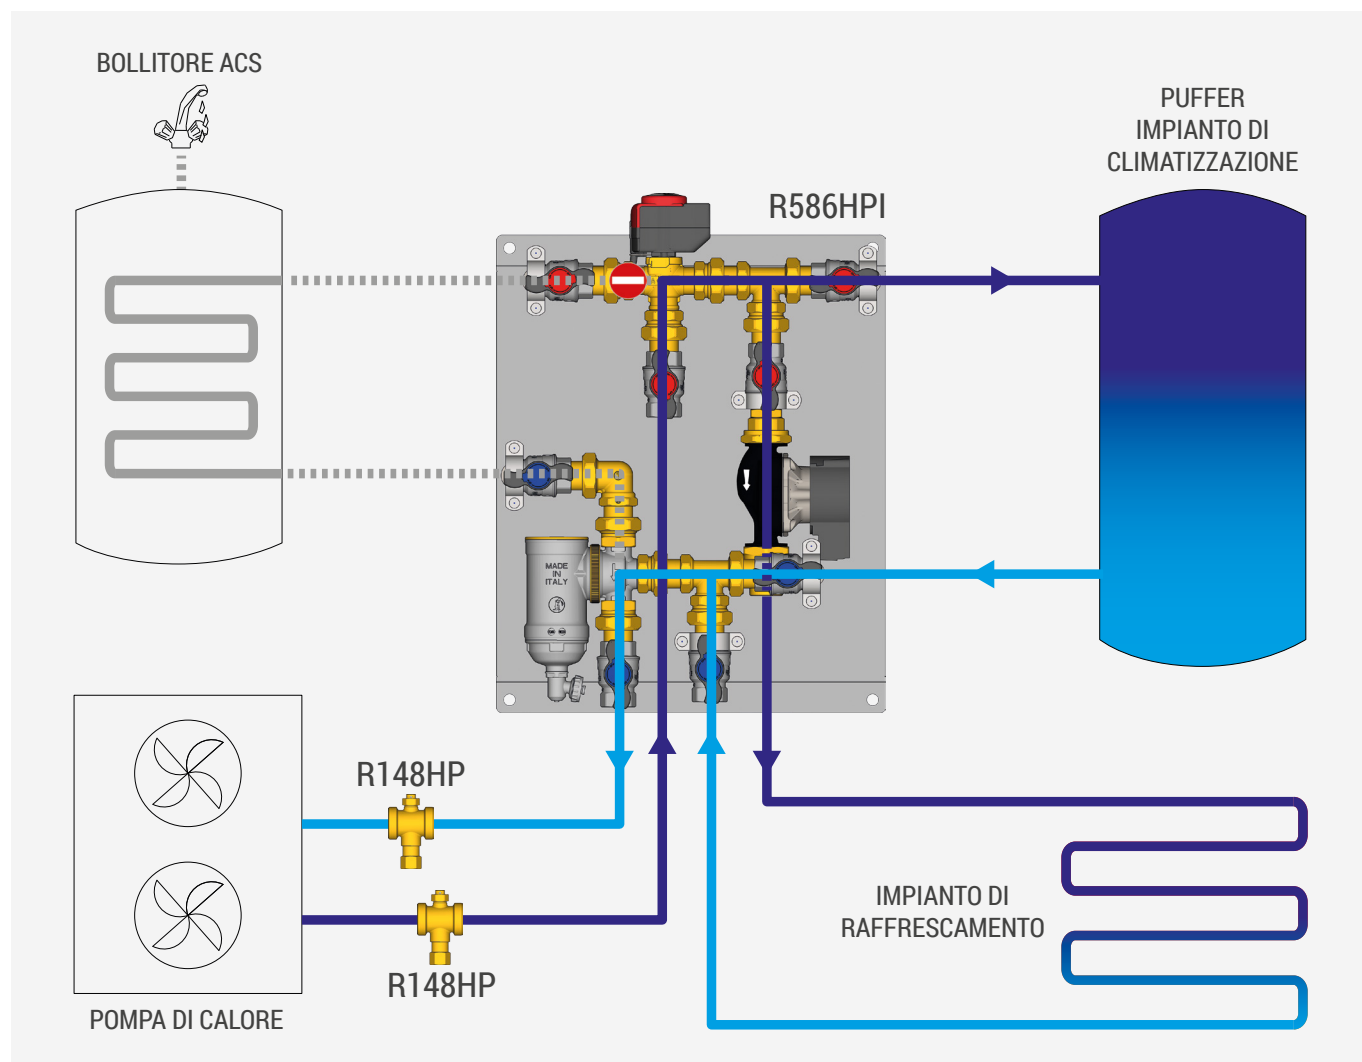 BOLLITORE ACS
PUFFER
IMPIANTO DI
CLIMATIZZAZIONE
R586HPI
MADE
IN
ITALY
R148HP
R148HP
IMPIANTO DI
RAFFRESCAMENTO
POMPA DI CALORE